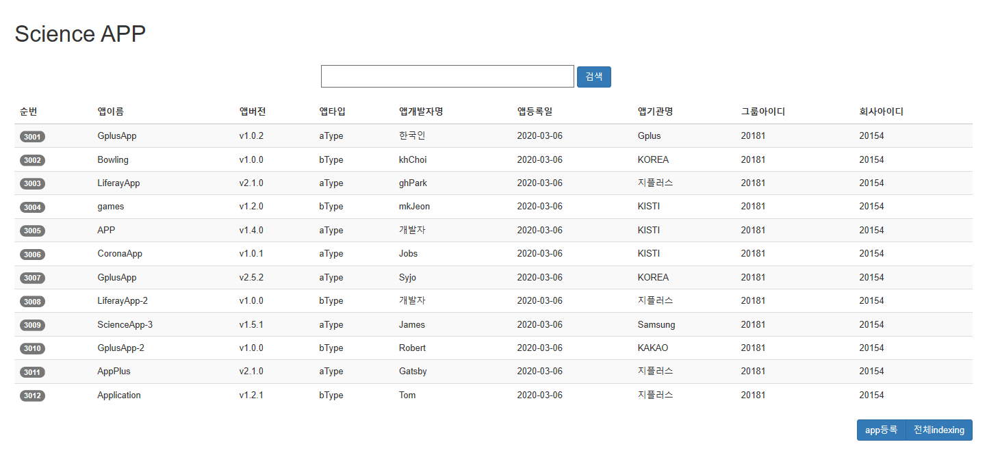 Science APP
검색
순번 앱이름 앱버전 앱타입 앱개발자명 앱등록일 앱기관명 그룹아이디 회사아이디
3001 GplusApp v1.0.2 aType 한국인 2020-03-06 Gplus 20181 20154
3002 Bowling v1.0.0 bType khChoi 2020-03-06 KOREA 20181 20154
3003 LiferayApp v2.1.0 aType ghPark 2020-03-06 지플러스 20181 20154
3004 games v1.2.0 bType mkJeon 2020-03-06 KISTI 20181 20154
3005 APP v1.4.0 aType 개발자 2020-03-06 KISTI 20181 20154
3006 CoronaApp v1.0.1 aType Jobs 2020-03-06 KISTI 20181 20154
3007 GplusApp v2.5.2 aType Syjo 2020-03-06 KOREA 20181 20154
3008 LiferayApp-2 v1.0.0 bType 개발자 2020-03-06 지플러스 20181 20154
3009 ScienceApp-3 v1.5.1 aType James 2020-03-06 Samsung 20181 20154
3010 GplusApp-2 v1.0.0 bType Robert 2020-03-06 KAKAO 20181 20154
3011 AppPlus v2.1.0 aType Gatsby 2020-03-06 지플러스 20181 20154
3012 Application v1.2.1 bType Tom 2020-03-06 지플러스 20181 20154
app등록 전체indexing